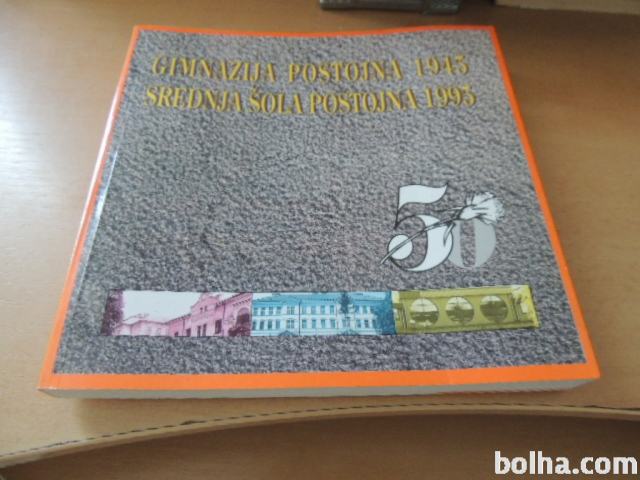 GIMNAZIJA POSTOJNA 1945
SREDNJA ŠOLA POSTOJNA 1995
50
bolha.com